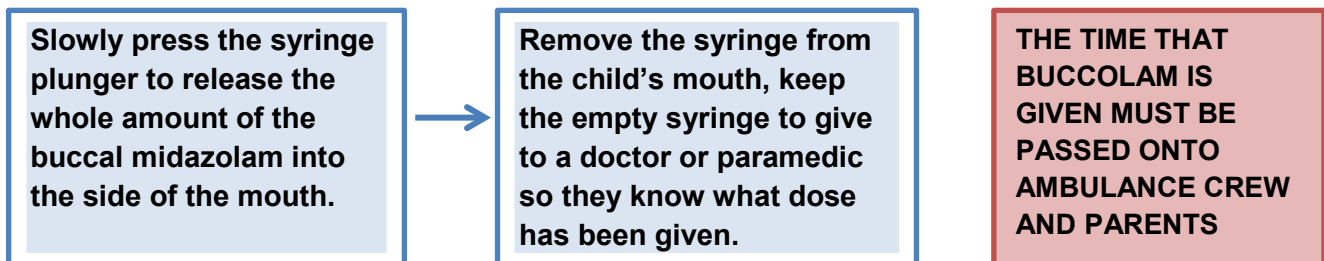 Slowly press the syringe
plunger to release the
whole amount of the
buccal midazolam into
the side of the mouth.
Remove the syringe from
the child’s mouth, keep
the empty syringe to give
to a doctor or paramedic
so they know what dose
has been given.
THE TIME THAT
BUCCOLAM IS
GIVEN MUST BE
PASSED ONTO
AMBULANCE CREW
AND PARENTS